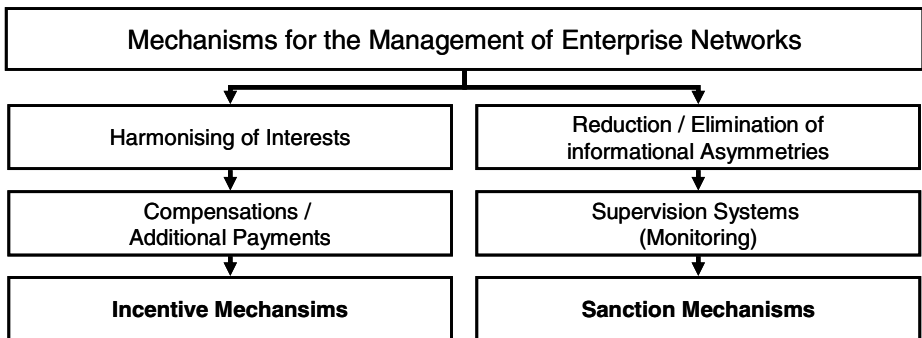 Mechanisms for the Management of Enterprise Networks
Harmonising of Interests
Reduction / Elimination of
informational Asymmetries
Compensations /
Additional Payments
Supervision Systems
(Monitoring)
Incentive Mechansims
Sanction Mechanisms